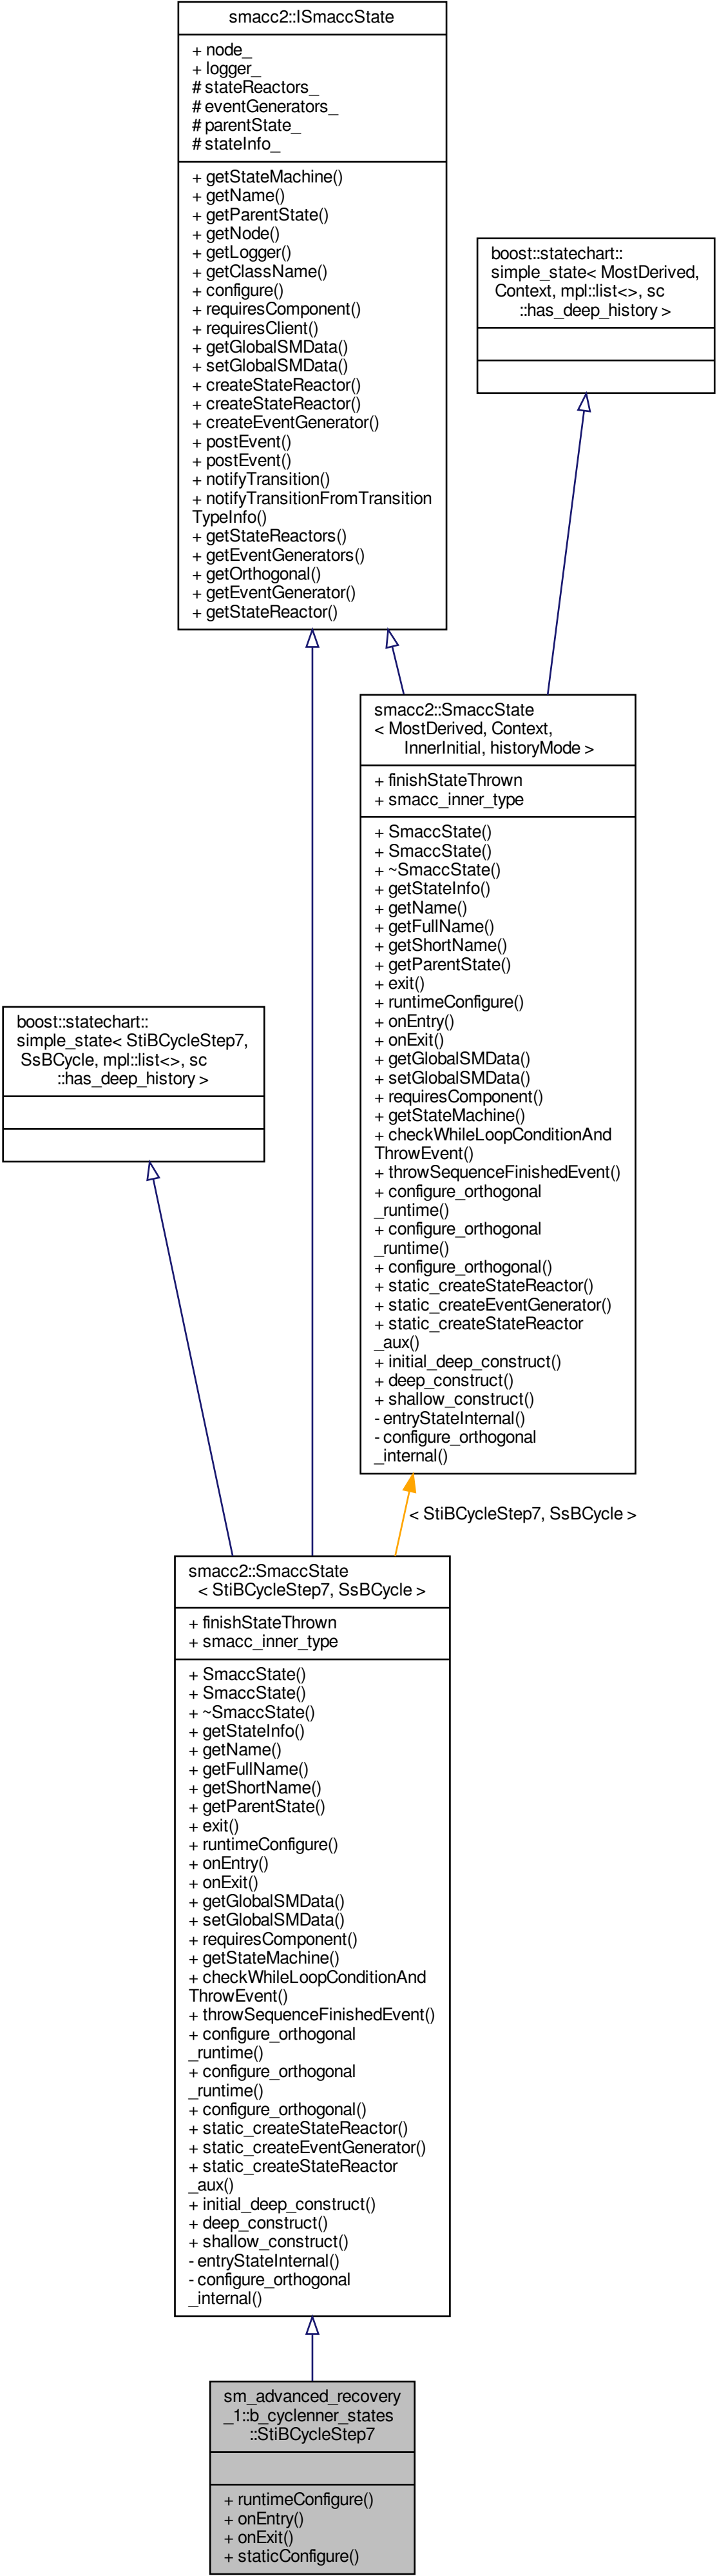 smacc2::ISmaccState
+ node_
+ logger_
# stateReactors_
# eventGenerators_
# parentState_
# stateInfo_
+ getStateMachine()
+ getName()
+ getParentState()
+ getNode()
+ getLogger()
+ getClassName()
+ configure()
+ requiresComponent()
+ requiresClient()
+ getGlobalSMData()
+ setGlobalSMData()
+ createStateReactor()
+ createStateReactor()
+ createEventGenerator()
+ postEvent()
+ postEvent()
+ notifyTransition()
+ notifyTransitionFromTransition
TypeInfo()
+ getStateReactors()
+ getEventGenerators()
+ getOrthogonal()
+ getEventGenerator()
+ getStateReactor()
boost::statechart::
simple_state< MostDerived,
Context, mpl::list<>, sc
::has_deep_history >
smacc2::SmaccState
< MostDerived, Context,
InnerInitial, historyMode >
+ finishStateThrown
+ smacc_inner_type
+ SmaccState()
+ SmaccState()
+ ~SmaccState()
+ getStateInfo()
+ getName()
+ getFullName()
+ getShortName()
+ getParentState()
+ exit()
+ runtimeConfigure()
+ onEntry()
+ onExit()
+ getGlobalSMData()
+ setGlobalSMData()
+ requiresComponent()
+ getStateMachine()
+ checkWhileLoopConditionAnd
ThrowEvent()
+ throwSequenceFinishedEvent()
+ configure_orthogonal
_runtime()
+ configure_orthogonal
_runtime()
+ configure_orthogonal()
+ static_createStateReactor()
+ static_createEventGenerator()
+ static_createStateReactor
_aux()
+ initial_deep_construct()
+ deep_construct()
+ shallow_construct()
- entryStateInternal()
- configure_orthogonal
_internal()
boost::statechart::
simple_state< StiBCycleStep7,
SsBCycle, mpl::list<>, sc
::has_deep_history >
< StiBCycleStep7, SsBCycle >
smacc2::SmaccState
< StiBCycleStep7, SsBCycle >
+ finishStateThrown
+ smacc_inner_type
+ SmaccState()
+ SmaccState()
+ ~SmaccState()
+ getStateInfo()
+ getName()
+ getFullName()
+ getShortName()
+ getParentState()
+ exit()
+ runtimeConfigure()
+ onEntry()
+ onExit()
+ getGlobalSMData()
+ setGlobalSMData()
+ requiresComponent()
+ getStateMachine()
+ checkWhileLoopConditionAnd
ThrowEvent()
+ throwSequenceFinishedEvent()
+ configure_orthogonal
_runtime()
+ configure_orthogonal
_runtime()
+ configure_orthogonal()
+ static_createStateReactor()
+ static_createEventGenerator()
+ static_createStateReactor
_aux()
+ initial_deep_construct()
+ deep_construct()
+ shallow_construct()
- entryStateInternal()
- configure_orthogonal
_internal()
sm_advanced_recovery
_1::b_cyclenner_states
::StiBCycleStep7
+ runtimeConfigure()
+ onEntry()
+ onExit()
+ staticConfigure()